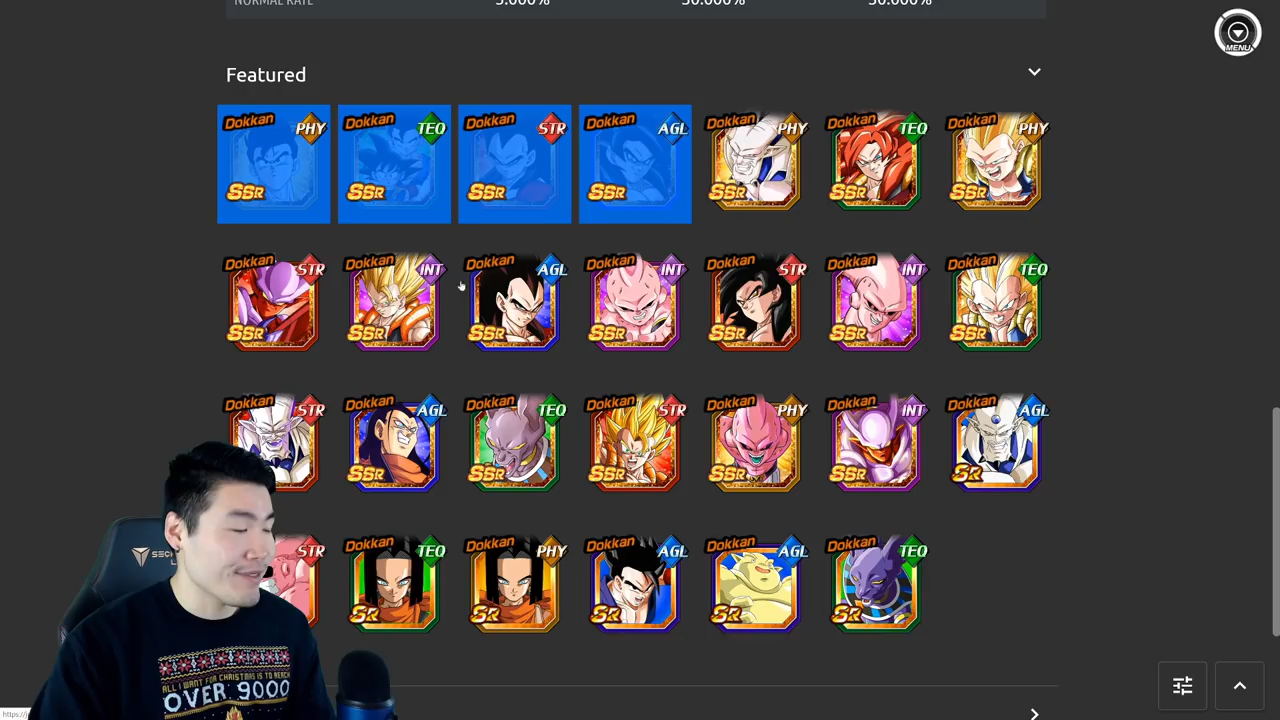 NORMAL RATE 5.000% 30.000% 50.000%
MENU
Featured
Dokkan PHY SSR Dokkan TEQ SSR Dokkan STR SSR Dokkan AGL SSR Dokkan PHY SSR Dokkan TEQ SSR Dokkan PHY SSR
Dokkan STR SSR Dokkan INT SSR Dokkan AGL SSR Dokkan INT SSR Dokkan STR SSR Dokkan INT SSR Dokkan TEQ SSR
Dokkan STR Dokkan AGL SSR Dokkan TEQ SSR Dokkan STR SSR Dokkan PHY SSR Dokkan INT SSR Dokkan AGL SR
STR Dokkan TEQ SR Dokkan PHY SR Dokkan AGL SR Dokkan AGL SR Dokkan TEQ SR
ALL I WANT FOR CHRISTMAS IS TO REACH
OVER 9000